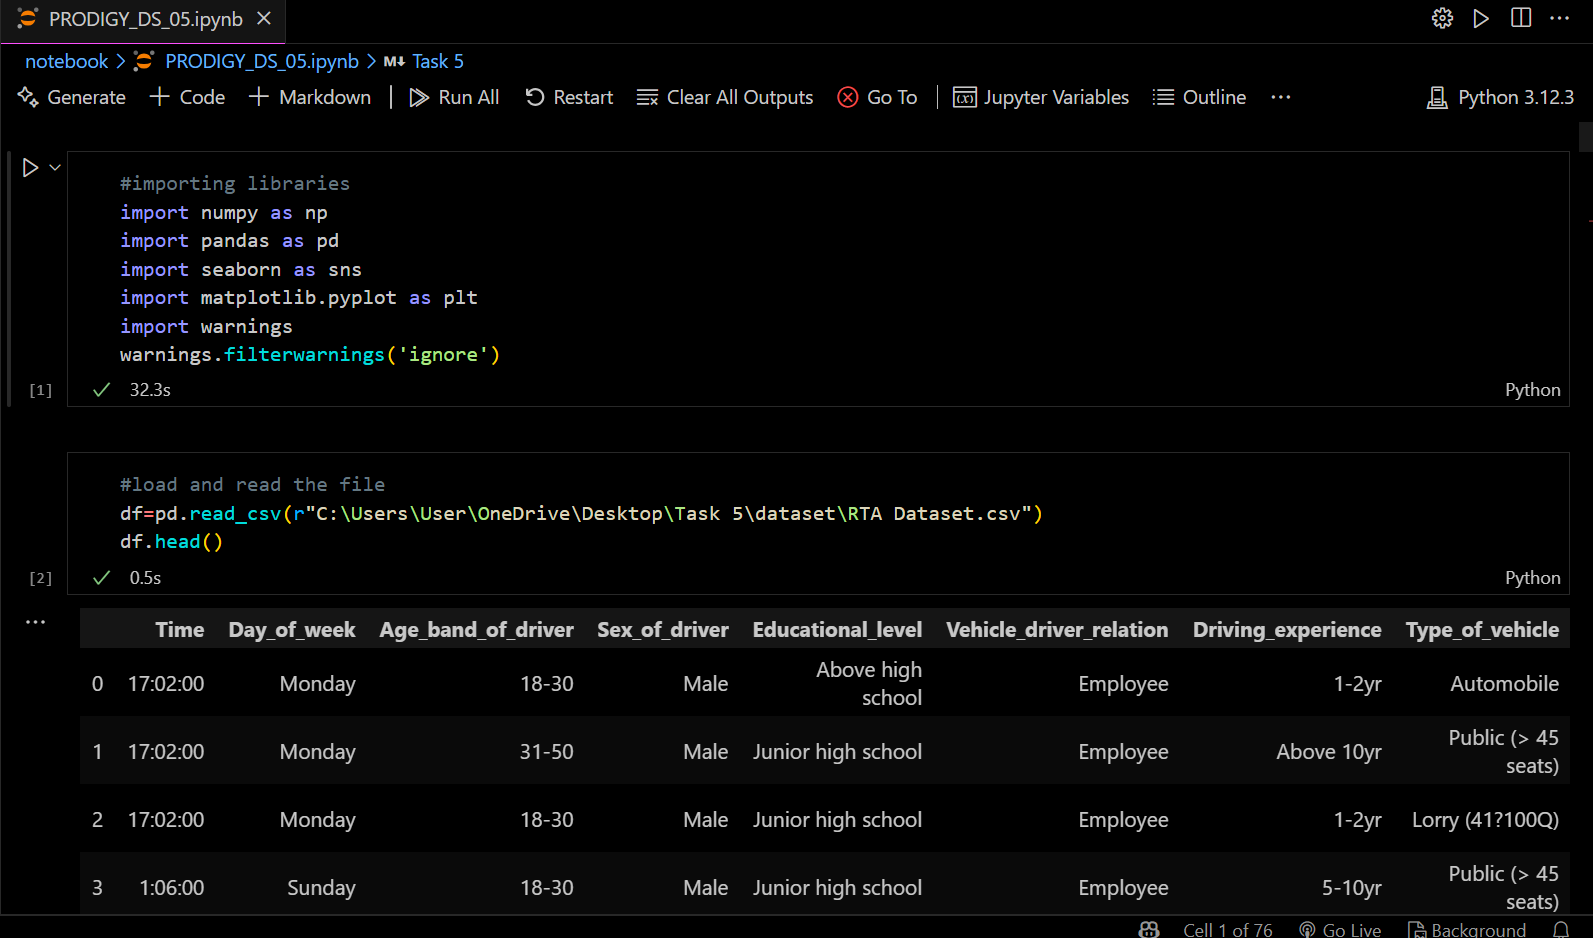 PRODIGY_DS_05.ipynb
notebook > PRODIGY_DS_05.ipynb > M↓ Task 5
Generate + Code + Markdown | Run All Restart Clear All Outputs Go To | Jupyter Variables Outline ... Python 3.12.3
#importing libraries
import numpy as np
import pandas as pd
import seaborn as sns
import matplotlib.pyplot as plt
import warnings
warnings.filterwarnings('ignore')
[1] ✓ 32.3s Python
#load and read the file
df=pd.read_csv(r"C:\Users\User\OneDrive\Desktop\Task 5\dataset\RTA Dataset.csv")
df.head()
[2] ✓ 0.5s Python
... Time Day_of_week Age_band_of_driver Sex_of_driver Educational_level Vehicle_driver_relation Driving_experience Type_of_vehicle
0 17:02:00 Monday 18-30 Male Above high school Employee 1-2yr Automobile
1 17:02:00 Monday 31-50 Male Junior high school Employee Above 10yr Public (> 45 seats)
2 17:02:00 Monday 18-30 Male Junior high school Employee 1-2yr Lorry (41?100Q)
3 1:06:00 Sunday 18-30 Male Junior high school Employee 5-10yr Public (> 45 seats)
Cell 1 of 76 Go Live Background